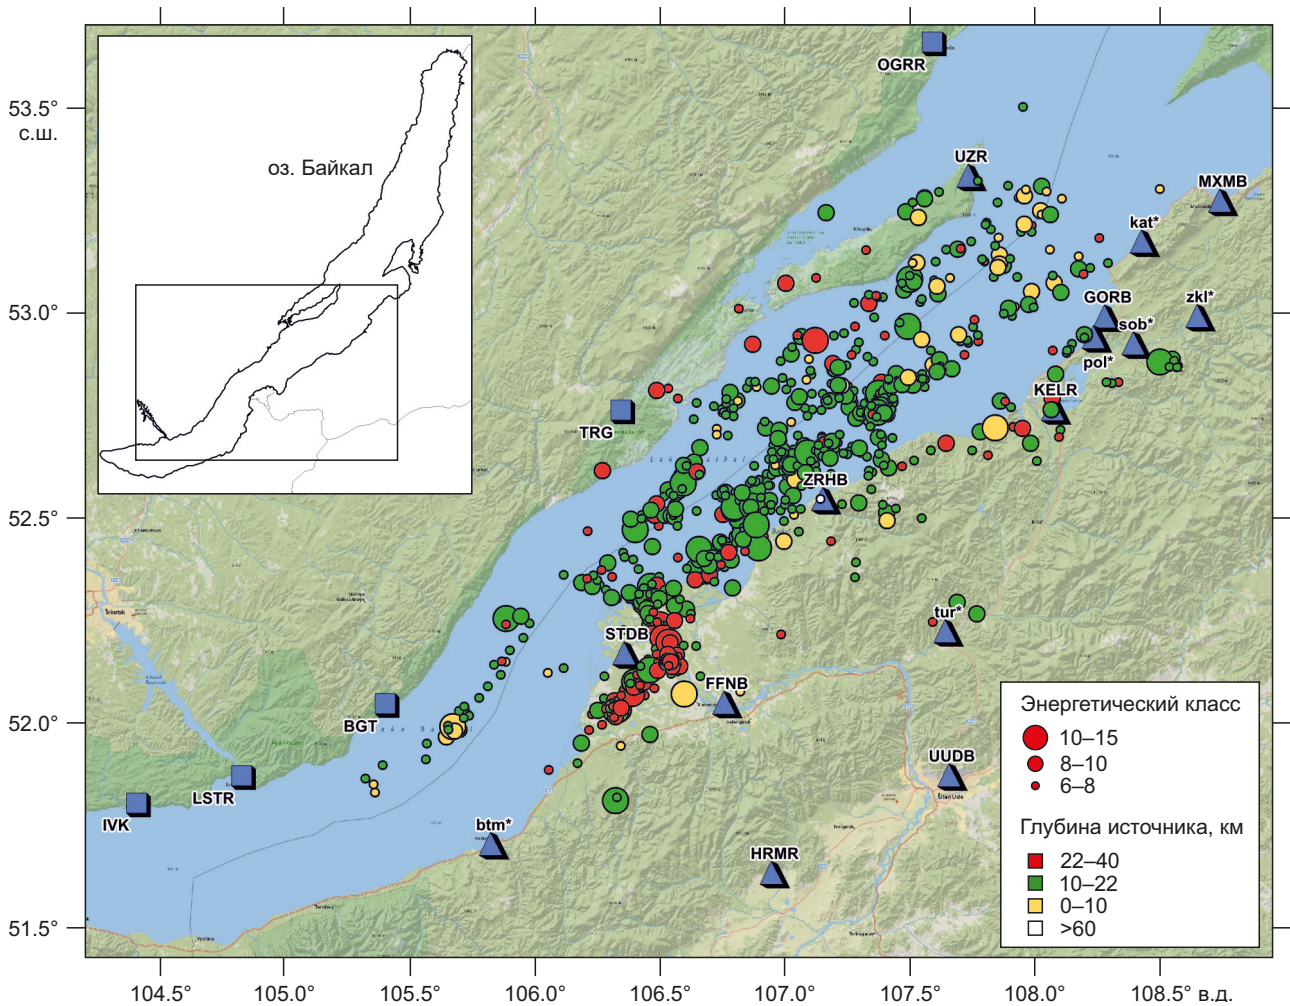 53.5°
с.ш.
53.0°
52.5°
52.0°
51.5°
оз. Байкал
OGRR
UZR
MXMB
kat*
GORB
zkl*
sob*
pol*
KELR
TRG
ZRHB
tur*
STDB
FFNB
BGT
UUDB
LSTR
IVK
btm*
HRMR
Энергетический класс
10–15
8–10
6–8
Глубина источника, км
22–40
10–22
0–10
>60
104.5° 105.0° 105.5° 106.0° 106.5° 107.0° 107.5° 108.0° 108.5° в.д.